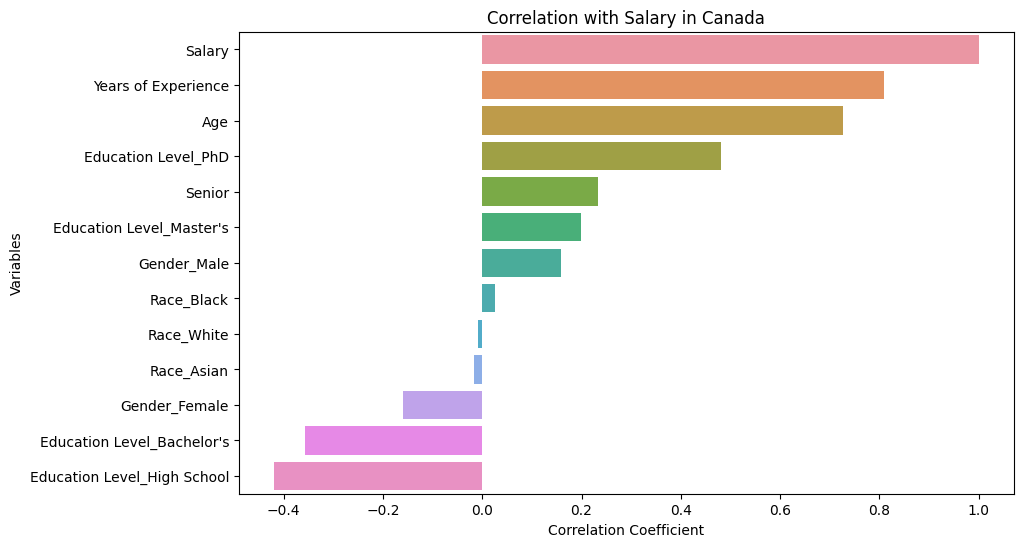 Correlation with Salary in Canada
Salary
Years of Experience
Age
Education Level_PhD
Senior
Education Level_Master's
Gender_Male
Race_Black
Race_White
Race_Asian
Gender_Female
Education Level_Bachelor's
Education Level_High School
Variables
−0.4 −0.2 0.0 0.2 0.4 0.6 0.8 1.0
Correlation Coefficient